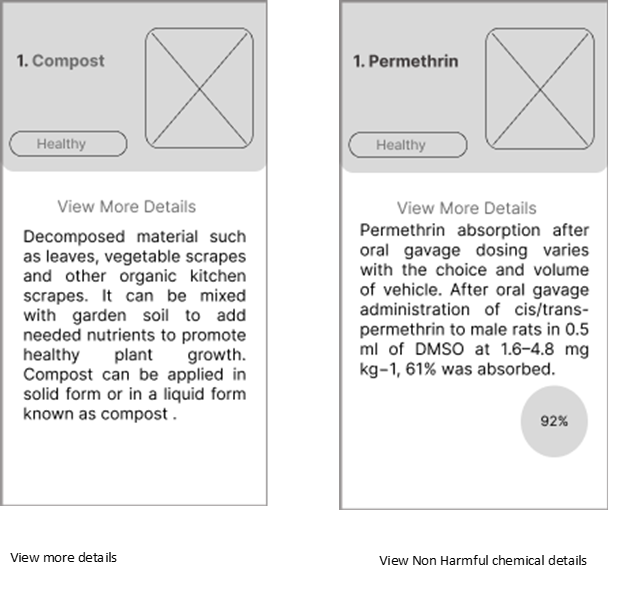 1. Compost
Healthy
View More Details
Decomposed material such
as leaves, vegetable scrapes
and other organic kitchen
scrapes. It can be mixed
with garden soil to add
needed nutrients to promote
healthy plant growth.
Compost can be applied in
solid form or in a liquid form
known as compost .
View more details
1. Permethrin
Healthy
View More Details
Permethrin absorption after
oral gavage dosing varies
with the choice and volume
of vehicle. After oral gavage
administration of cis/trans-
permethrin to male rats in 0.5
ml of DMSO at 1.6–4.8 mg
kg−1, 61% was absorbed.
92%
View Non Harmful chemical details